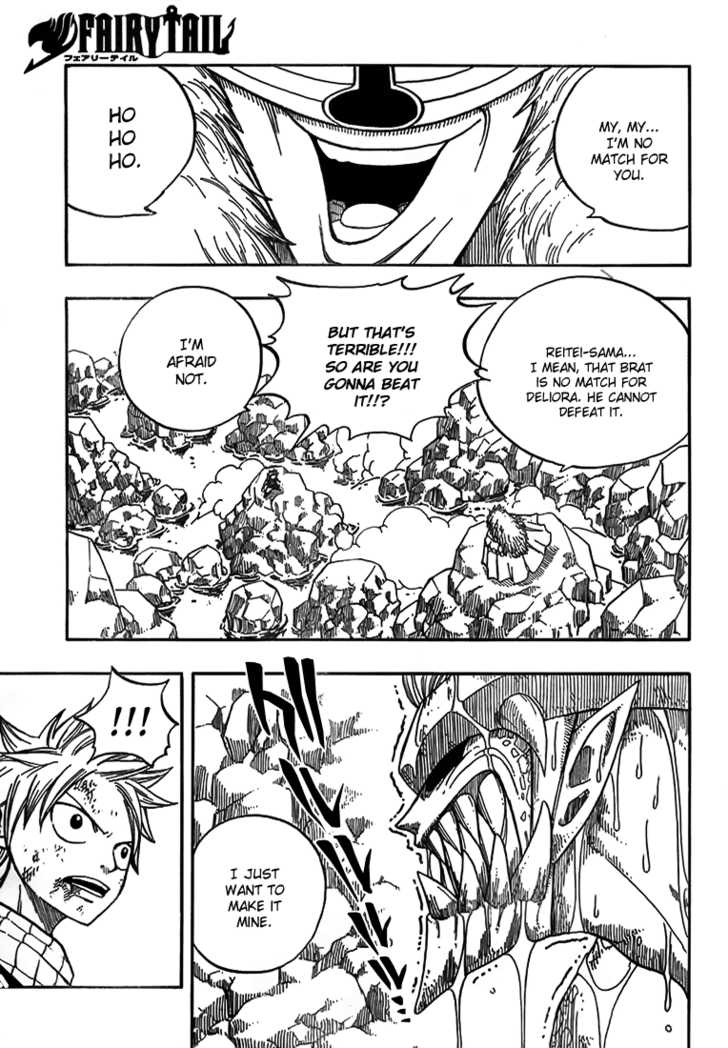 FAIRY TAIL
フェアリーテイル
MY, MY...
I'M NO
MATCH FOR
YOU.
HO
HO
HO.
REITEI-SAMA...
I MEAN, THAT BRAT
IS NO MATCH FOR
DELIORA. HE CANNOT
DEFEAT IT.
BUT THAT'S
TERRIBLE!!!
SO ARE YOU
GONNA BEAT
IT!!?
I'M
AFRAID
NOT.
I JUST
WANT TO
MAKE IT
MINE.
!!!